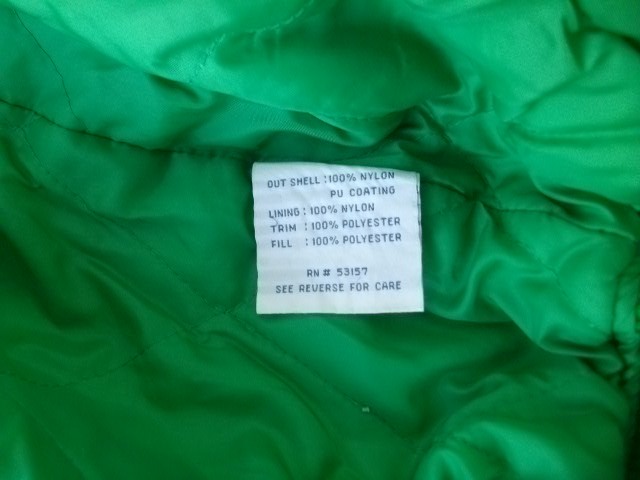 OUT SHELL : 100% NYLON
PU COATING
LINING : 100% NYLON
TRIM : 100% POLYESTER
FILL : 100% POLYESTER
RN # 53157
SEE REVERSE FOR CARE